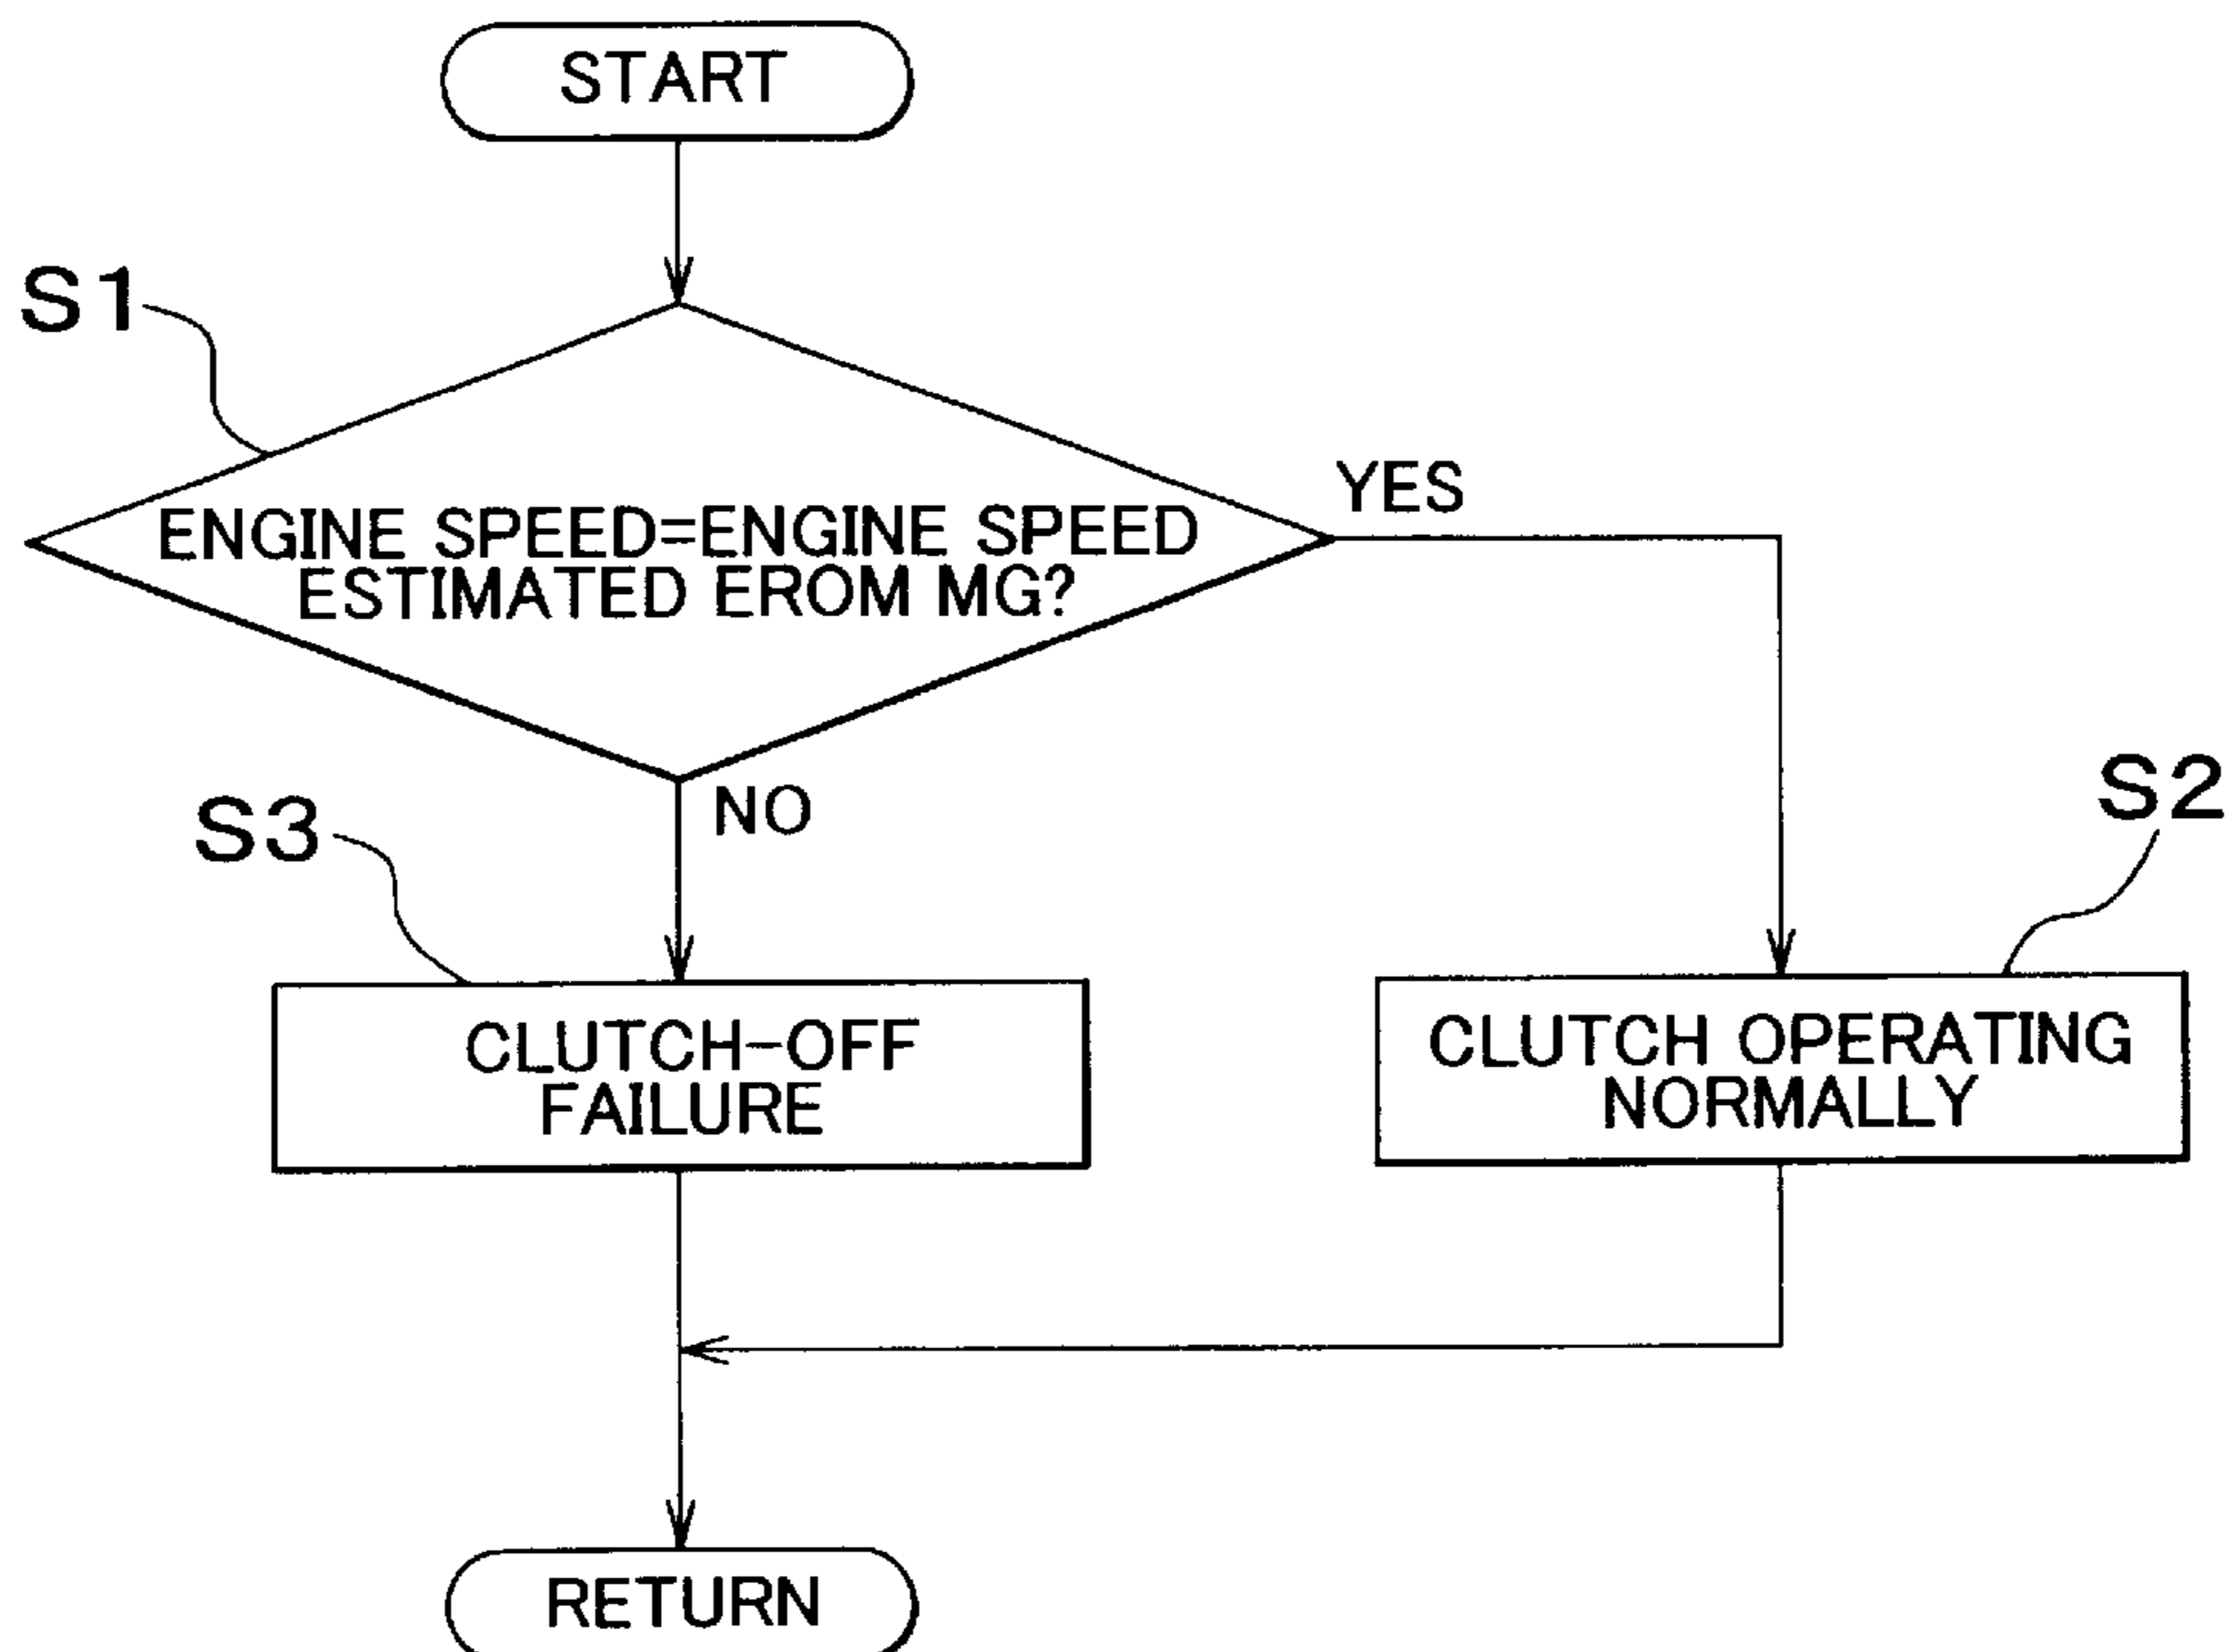 START
S1
YES
ENGINE SPEED=ENGINE SPEED
ESTIMATED EROM MG?
NO
S3
S2
CLUTCH-OFF
FAILURE
CLUTCH OPERATING
NORMALLY
RETURN